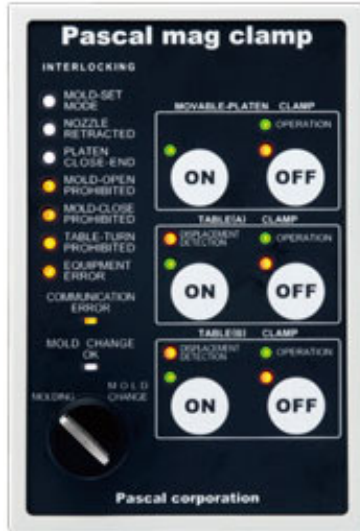 Pascal mag clamp
INTERLOCKING
MOLD-SET
MODE
NOZZLE
RETRACTED
PLATEN
CLOSE-END
MOLD-OPEN
PROHIBITED
MOLD-CLOSE
PROHIBITED
TABLE-TURN
PROHIBITED
EQUIPMENT
ERROR
COMMUNICATION
ERROR
MOLD CHANGE
OK
MOLDING
MOLD
CHANGE
MOVABLE-PLATEN CLAMP
OPERATION
ON
OFF
TABLE(A) CLAMP
DISPLACEMENT
DETECTION
OPERATION
ON
OFF
TABLE(B) CLAMP
DISPLACEMENT
DETECTION
OPERATION
ON
OFF
Pascal corporation